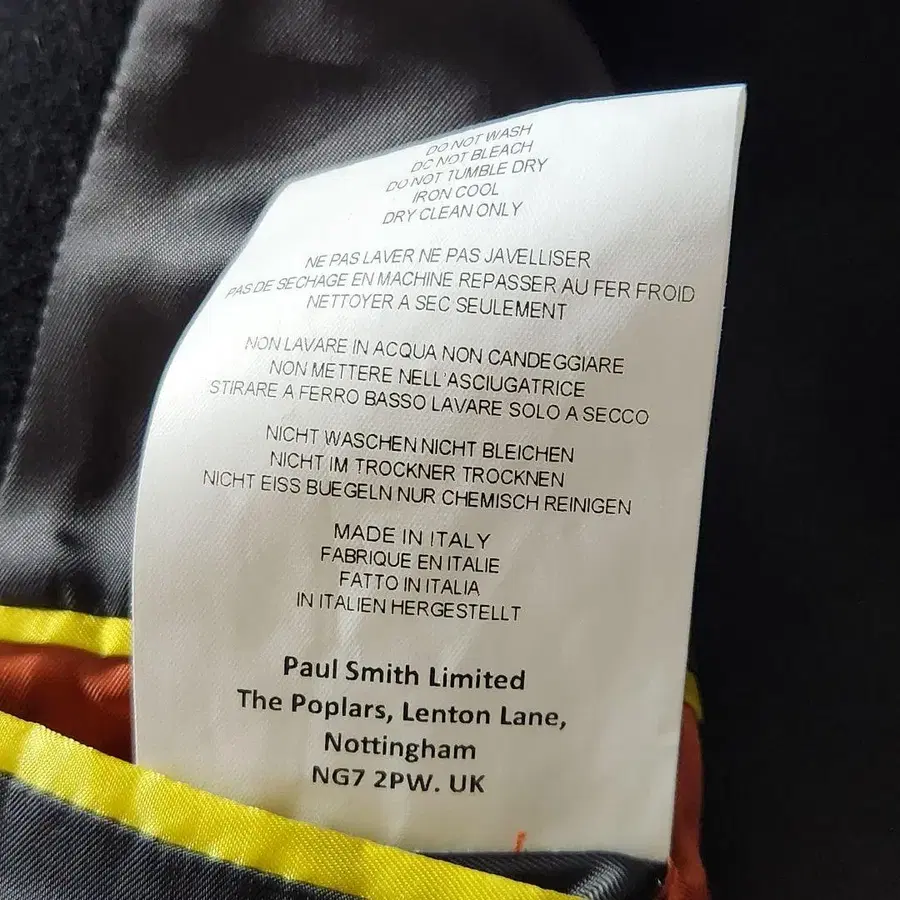 DO NOT WASH
DO NOT BLEACH
DO NOT TUMBLE DRY
IRON COOL
DRY CLEAN ONLY
NE PAS LAVER NE PAS JAVELLISER
PAS DE SECHAGE EN MACHINE REPASSER AU FER FROID
NETTOYER A SEC SEULEMENT
NON LAVARE IN ACQUA NON CANDEGGIARE
NON METTERE NELL'ASCIUGATRICE
STIRARE A FERRO BASSO LAVARE SOLO A SECCO
NICHT WASCHEN NICHT BLEICHEN
NICHT IM TROCKNER TROCKNEN
NICHT EISS BUEGELN NUR CHEMISCH REINIGEN
MADE IN ITALY
FABRIQUE EN ITALIE
FATTO IN ITALIA
IN ITALIEN HERGESTELLT
Paul Smith Limited
The Poplars, Lenton Lane,
Nottingham
NG7 2PW. UK